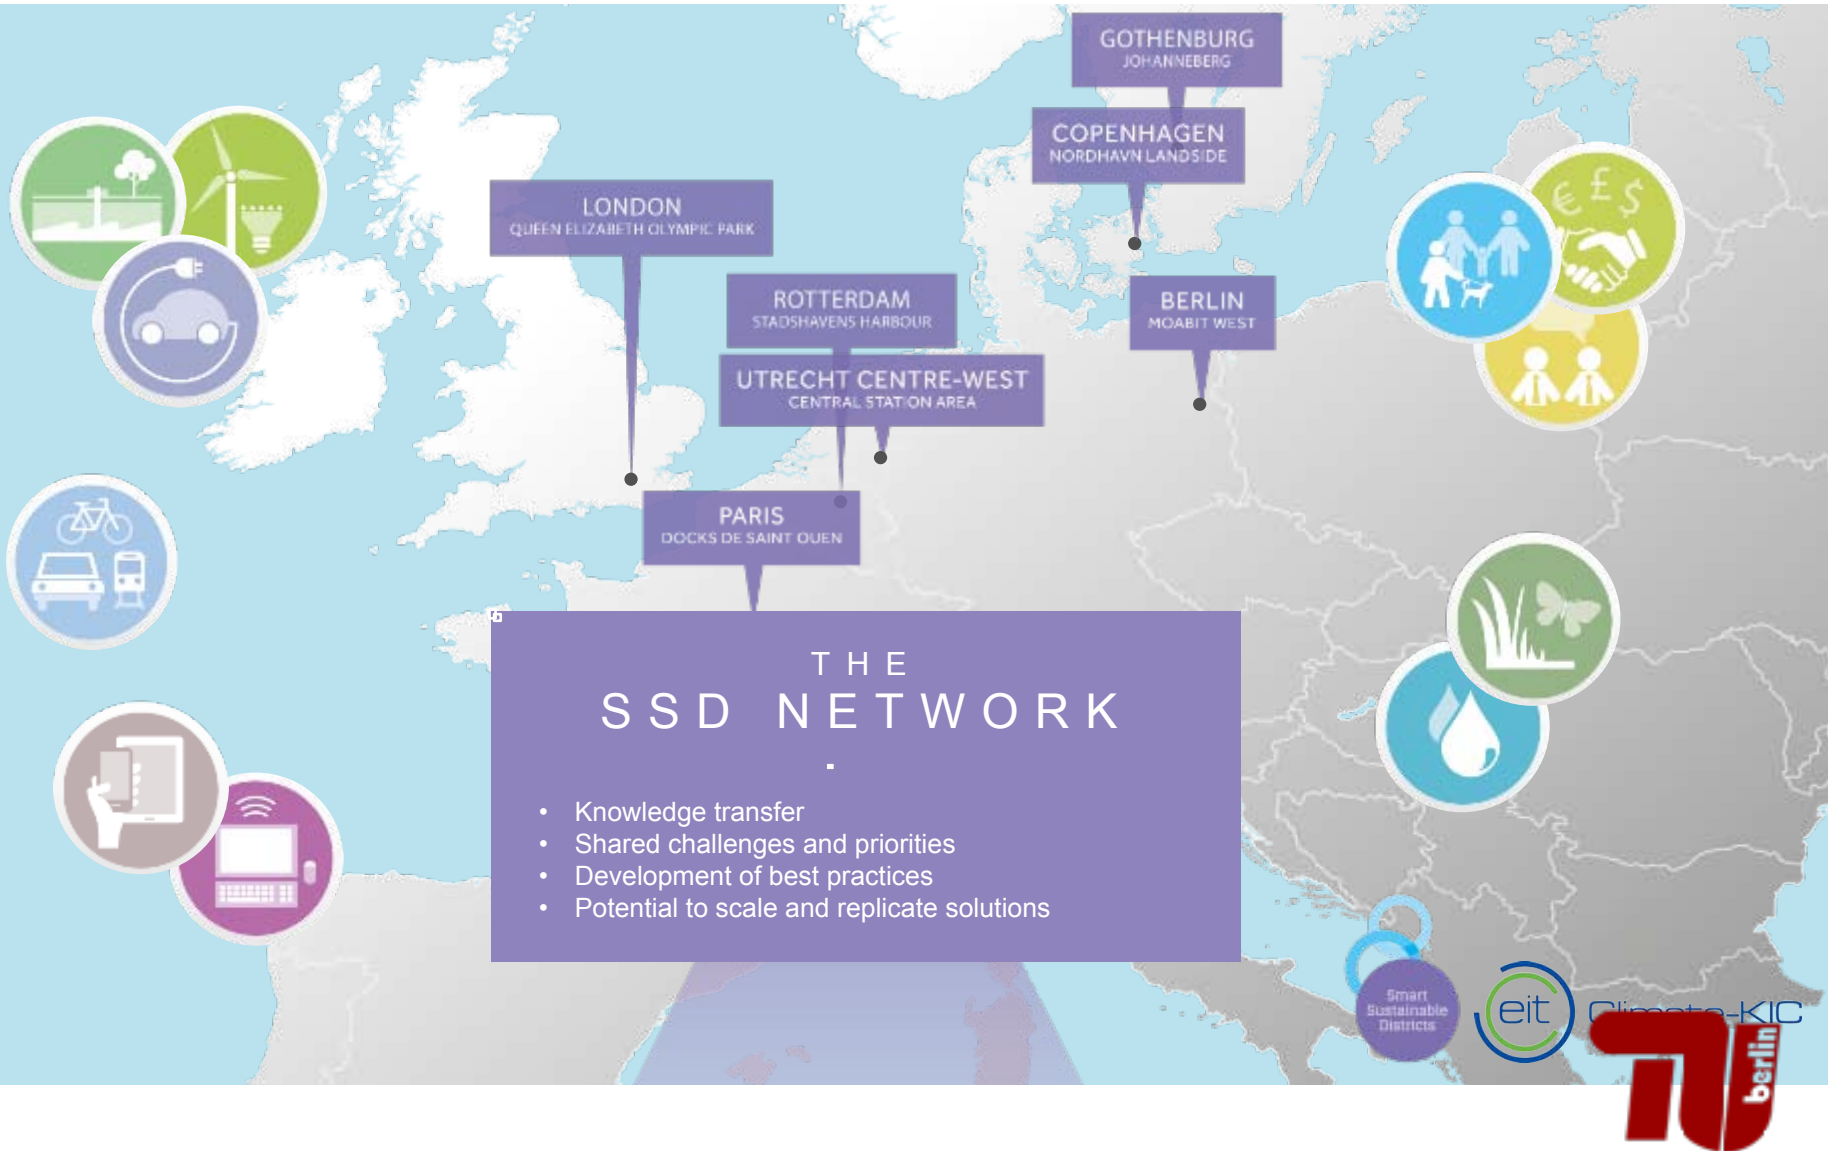 GOTHENBURG
JOHANNEBERG
COPENHAGEN
NORDHAVN LANDSIDE
LONDON
QUEEN ELIZABETH OLYMPIC PARK
ROTTERDAM
STADSHAVENS HARBOUR
BERLIN
MOABIT WEST
UTRECHT CENTRE-WEST
CENTRAL STATION AREA
PARIS
DOCKS DE SAINT OUEN
€ £ $
THE
SSD NETWORK
• Knowledge transfer
• Shared challenges and priorities
• Development of best practices
• Potential to scale and replicate solutions
Smart
Sustainable
Districts
eit Climate-KIC
berlin